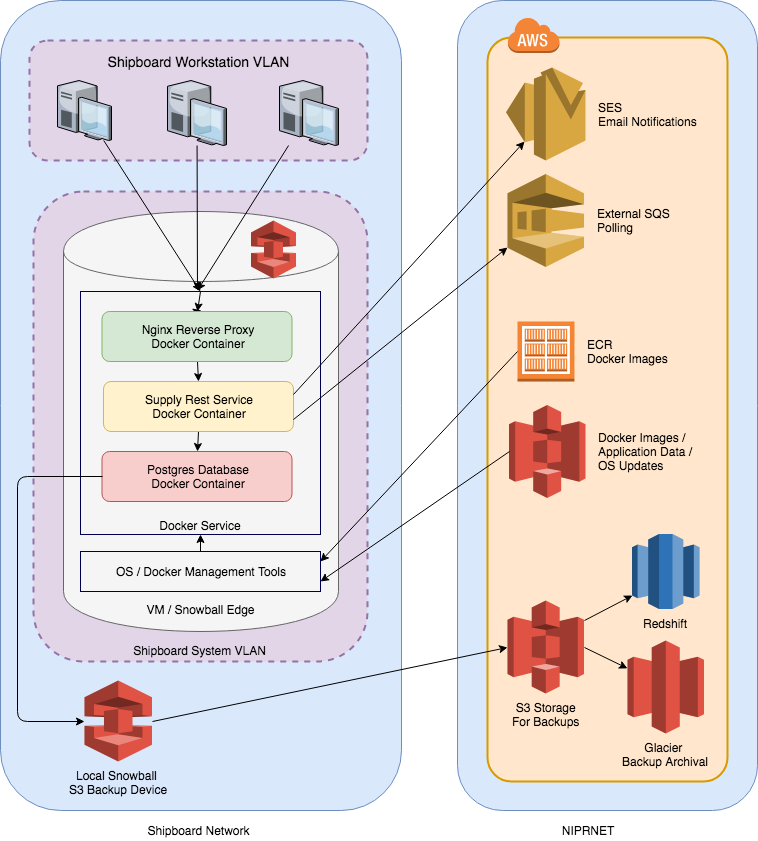 Shipboard Workstation VLAN
Nginx Reverse Proxy
Docker Container
Supply Rest Service
Docker Container
Postgres Database
Docker Container
Docker Service
OS / Docker Management Tools
VM / Snowball Edge
Shipboard System VLAN
Local Snowball
S3 Backup Device
Shipboard Network
AWS
SES
Email Notifications
External SQS
Polling
ECR
Docker Images
Docker Images /
Application Data /
OS Updates
Redshift
S3 Storage
For Backups
Glacier
Backup Archival
NIPRNET